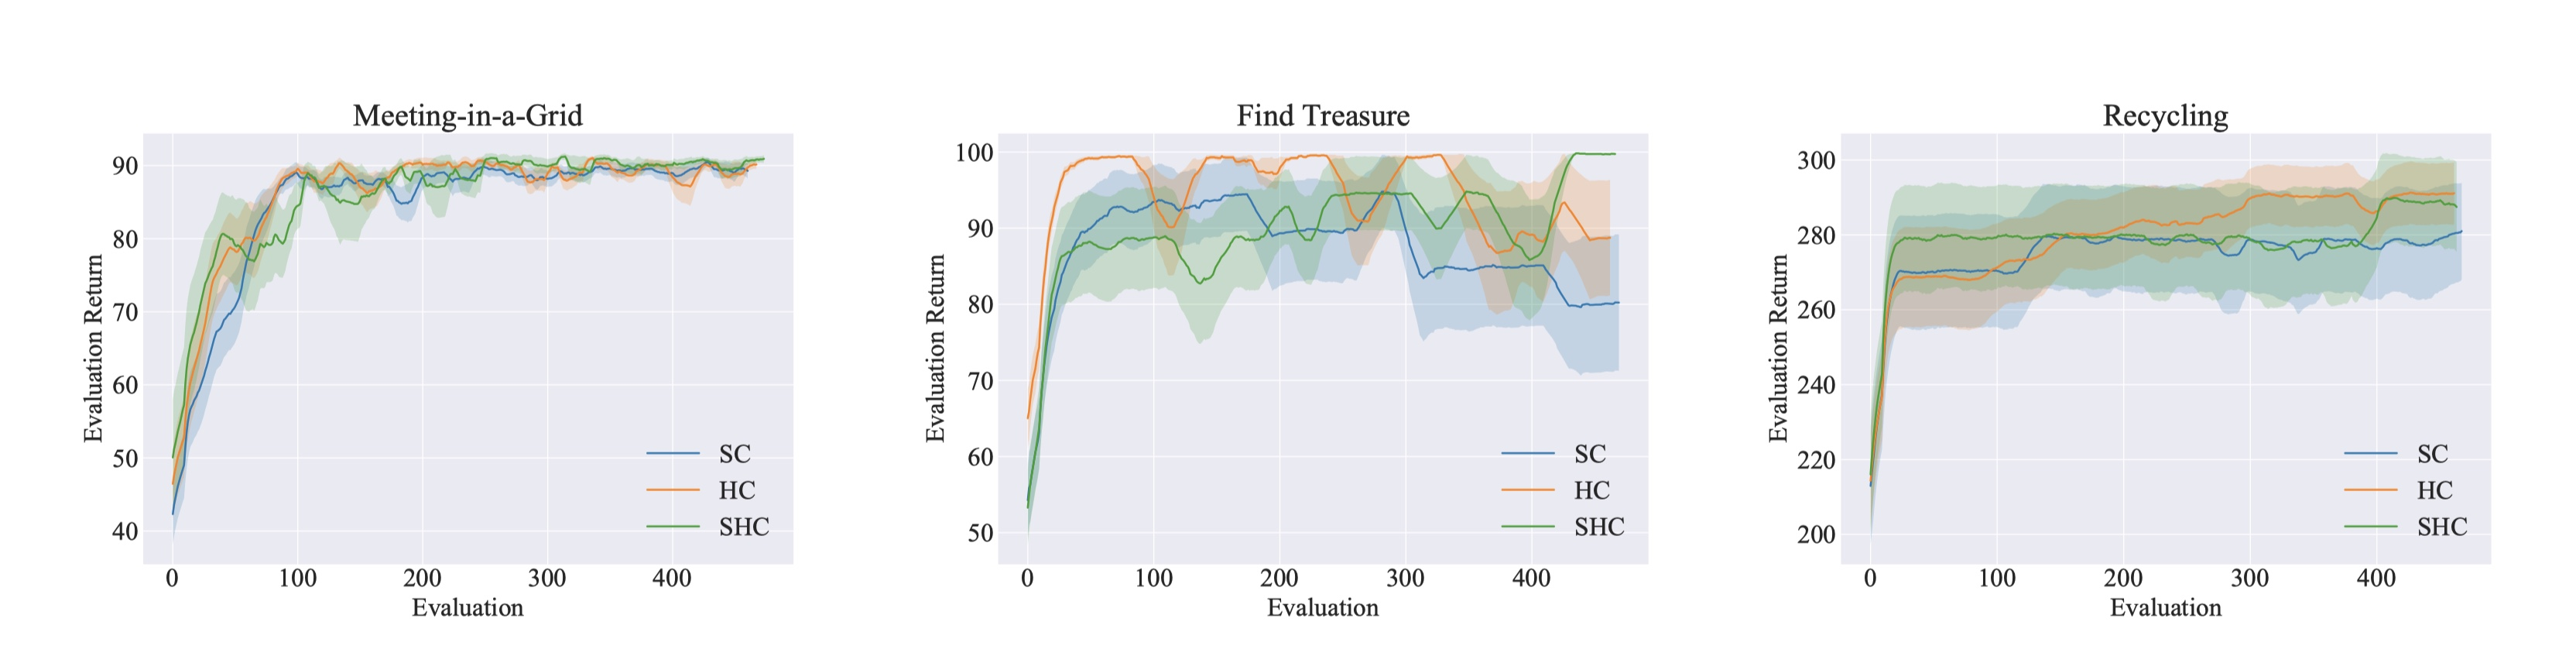 Meeting-in-a-Grid
Evaluation Return
90
80
70
60
50
40
SC
HC
SHC
0 100 200 300 400
Evaluation
Find Treasure
Evaluation Return
100
90
80
70
60
50
SC
HC
SHC
0 100 200 300 400
Evaluation
Recycling
Evaluation Return
300
280
260
240
220
200
SC
HC
SHC
0 100 200 300 400
Evaluation